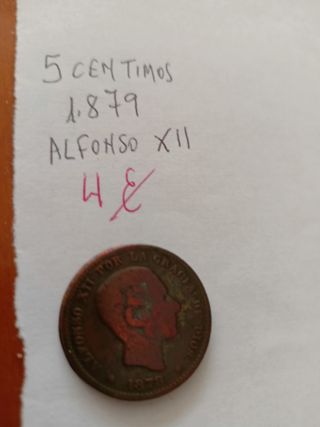 5 CENTIMOS
1.879
ALFONSO XII
4 €
ALFONSO XII POR LA GRACIA DE DIOS